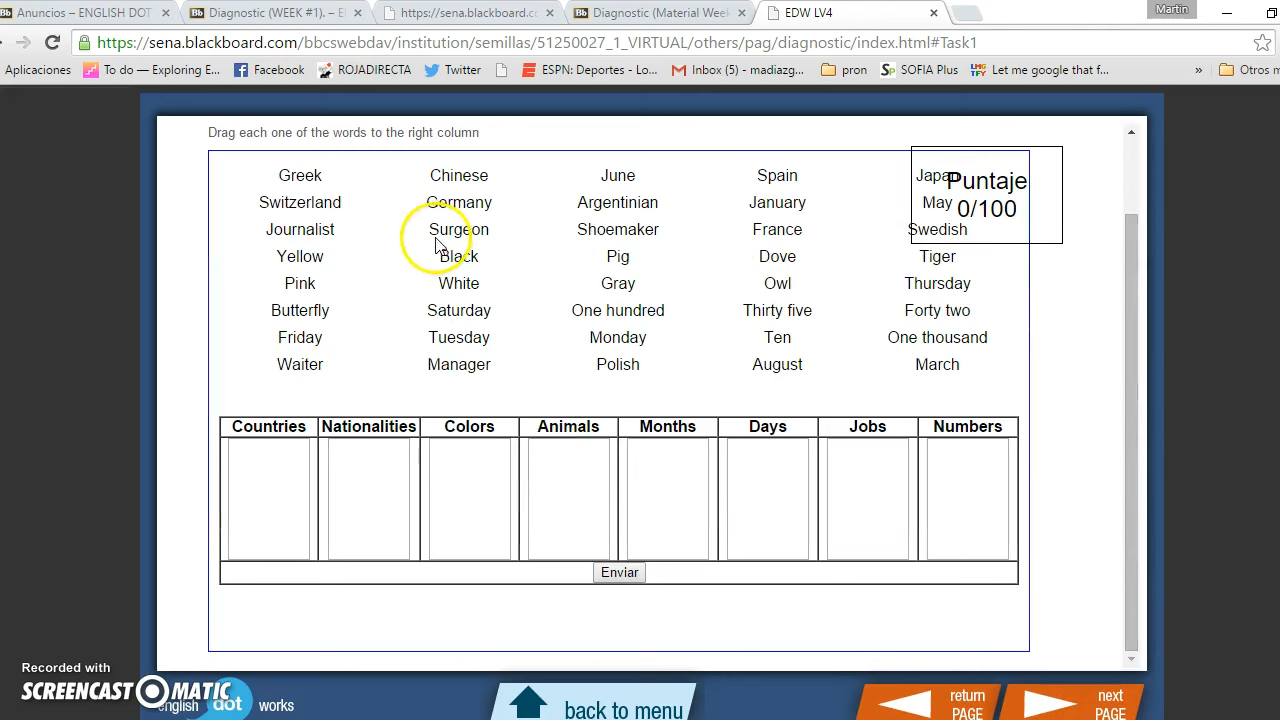 Anuncios – ENGLISH DOT
Diagnostic (WEEK #1). – E
https://sena.blackboard.co
Diagnostic (Material Week
EDW LV4
Martin
https://sena.blackboard.com/bbcswebdav/institution/semillas/51250027_1_VIRTUAL/others/pag/diagnostic/index.html#Task1
Aplicaciones To do — Exploring E... Facebook ROJADIRECTA Twitter ESPN: Deportes - Lo... Inbox (5) - madiazg... pron SOFIA Plus Let me google that f... » Otros m
Drag each one of the words to the right column
Greek Chinese June Spain Japan
Puntaje
0/100
Switzerland Germany Argentinian January May
Journalist Surgeon Shoemaker France Swedish
Yellow Black Pig Dove Tiger
Pink White Gray Owl Thursday
Butterfly Saturday One hundred Thirty five Forty two
Friday Tuesday Monday Ten One thousand
Waiter Manager Polish August March
Countries Nationalities Colors Animals Months Days Jobs Numbers
Enviar
Recorded with
SCREENCAST O MATIC
english dot works
back to menu
return
PAGE
next
PAGE